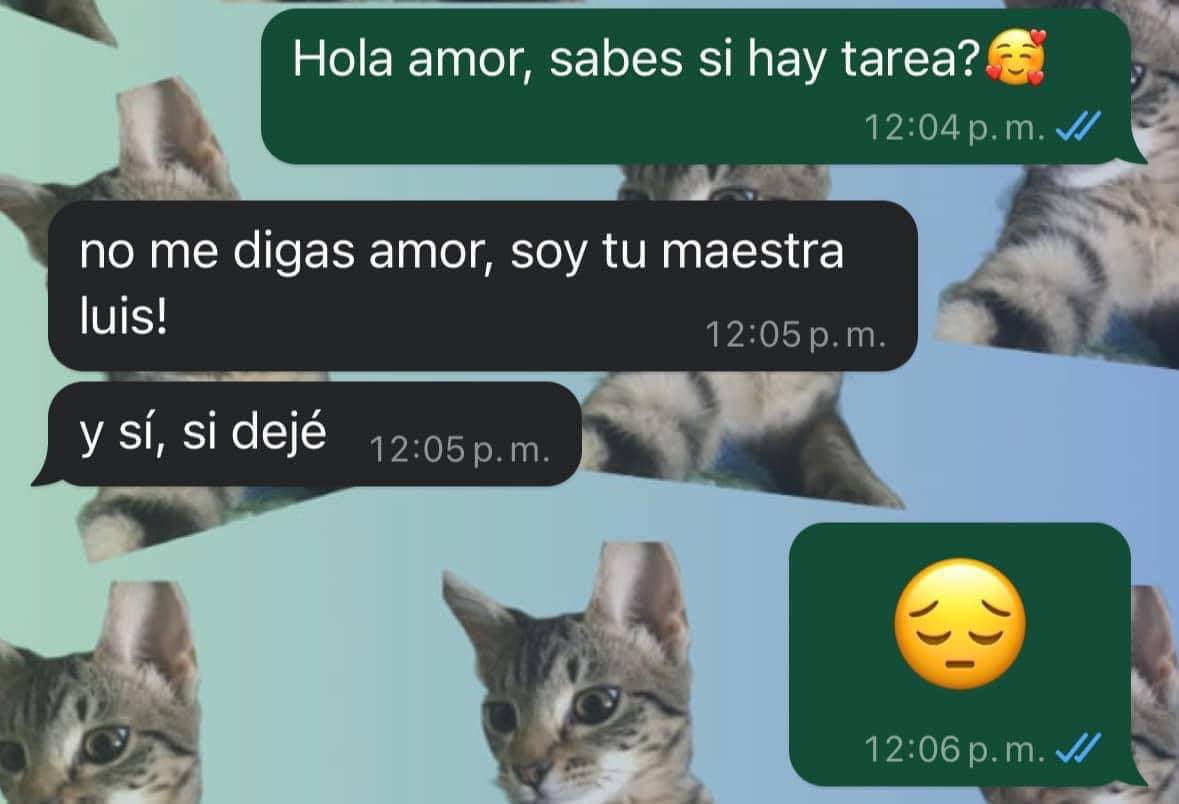 Hola amor, sabes si hay tarea?🥰
12:04 p. m.
no me digas amor, soy tu maestra
luis!
12:05 p. m.
y sí, si dejé 12:05 p. m.
😔
12:06 p. m.